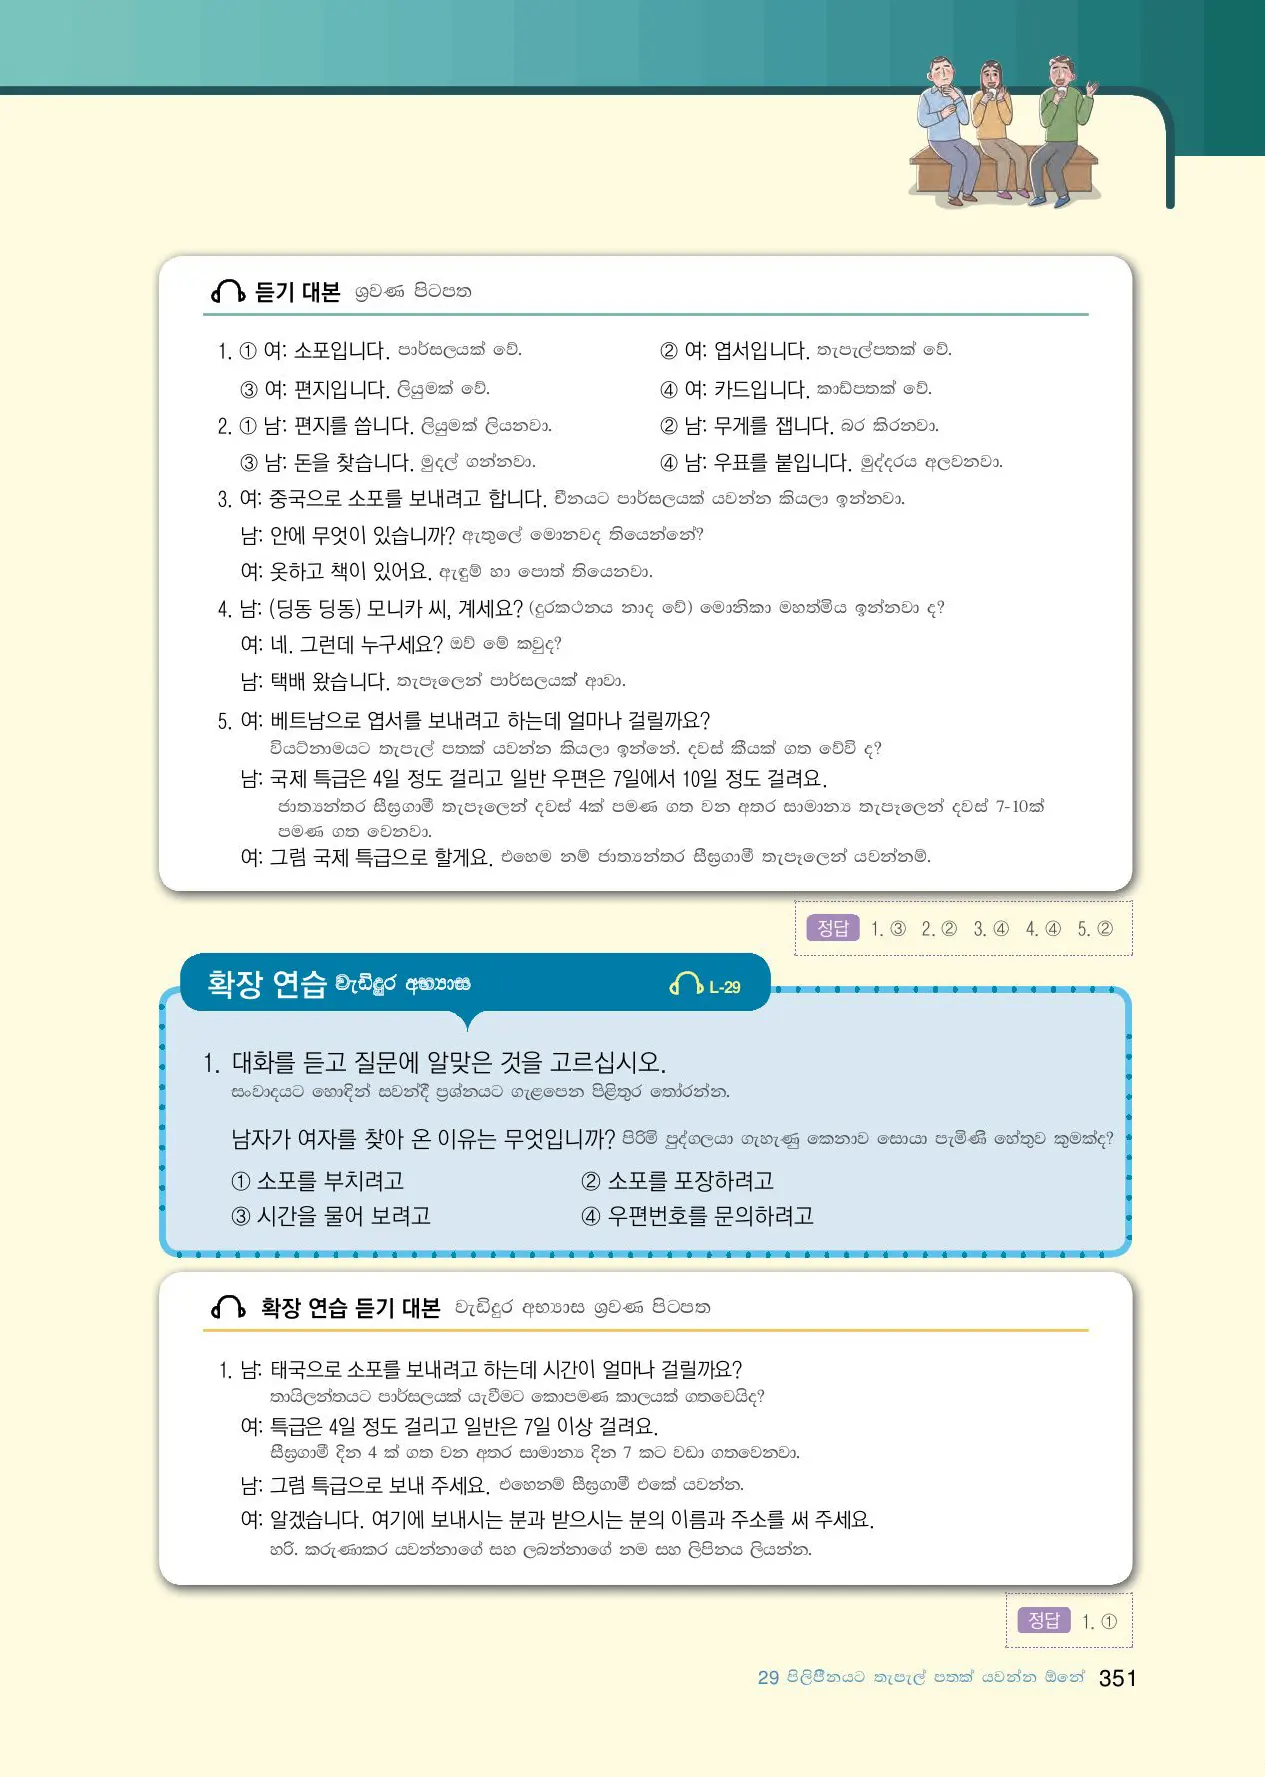 듣기 대본 ශ්‍රවණ පිටපත
1. ① 여: 소포입니다. පාර්සලයක් වේ. ② 여: 엽서입니다. තැපැල්පතක් වේ.
③ 여: 편지입니다. ලියුමක් වේ. ④ 여: 카드입니다. කාඩ්පතක් වේ.
2. ① 남: 편지를 씁니다. ලියුමක් ලියනවා. ② 남: 무게를 잽니다. බර කිරනවා.
③ 남: 돈을 찾습니다. මුදල් ගන්නවා. ④ 남: 우표를 붙입니다. මුද්දරය අලවනවා.
3. 여: 중국으로 소포를 보내려고 합니다. චීනයට පාර්සලයක් යවන්න කියලා ඉන්නවා.
남: 안에 무엇이 있습니까? ඇතුලේ මොනවද තියෙන්නේ?
여: 옷하고 책이 있어요. ඇඳුම් හා පොත් තියෙනවා.
4. 남: (딩동 딩동) 모니카 씨, 계세요? (දුරකථනය නාද වේ) මොනිකා මහත්මිය ඉන්නවා ද?
여: 네. 그런데 누구세요? ඔව් මේ කවුද?
남: 택배 왔습니다. තැපෑලෙන් පාර්සලයක් ආවා.
5. 여: 베트남으로 엽서를 보내려고 하는데 얼마나 걸릴까요?
වියට්නාමයට තැපැල් පතක් යවන්න කියලා ඉන්නේ. දවස් කීයක් ගත වේවි ද?
남: 국제 특급은 4일 정도 걸리고 일반 우편은 7일에서 10일 정도 걸려요.
ජාත්‍යන්තර සීඝ්‍රගාමී තැපෑලෙන් දවස් 4ක් පමණ ගත වන අතර සාමාන්‍ය තැපෑලෙන් දවස් 7-10ක්
පමණ ගත වෙනවා.
여: 그럼 국제 특급으로 할게요. එහෙම නම් ජාත්‍යන්තර සීඝ්‍රගාමී තැපෑලෙන් යවන්නම්.
정답 1. ③ 2. ② 3. ④ 4. ④ 5. ②
확장 연습 වැඩිදුර අභ්‍යාස L-29
1. 대화를 듣고 질문에 알맞은 것을 고르십시오.
සංවාදයට හොඳින් සවන්දී ප්‍රශ්නයට ගැළපෙන පිළිතුර තෝරන්න.
남자가 여자를 찾아 온 이유는 무엇입니까? පිරිමි පුද්ගලයා ගැහැණු කෙනාව සොයා පැමිණි හේතුව කුමක්ද?
① 소포를 부치려고 ② 소포를 포장하려고
③ 시간을 물어 보려고 ④ 우편번호를 문의하려고
확장 연습 듣기 대본 වැඩිදුර අභ්‍යාස ශ්‍රවණ පිටපත
1. 남: 태국으로 소포를 보내려고 하는데 시간이 얼마나 걸릴까요?
තායිලන්තයට පාර්සලයක් යැවීමට කොපමණ කාලයක් ගතවෙයිද?
여: 특급은 4일 정도 걸리고 일반은 7일 이상 걸려요.
සීඝ්‍රගාමී දින 4 ක් ගත වන අතර සාමාන්‍ය දින 7 කට වඩා ගතවෙනවා.
남: 그럼 특급으로 보내 주세요. එහෙනම් සීඝ්‍රගාමී එකේ යවන්න.
여: 알겠습니다. 여기에 보내시는 분과 받으시는 분의 이름과 주소를 써 주세요.
හරි. කරුණාකර යවන්නාගේ සහ ලබන්නාගේ නම සහ ලිපිනය ලියන්න.
정답 1. ①
29 පිලිපීනයට තැපැල් පතක් යවන්න ඕනේ 351